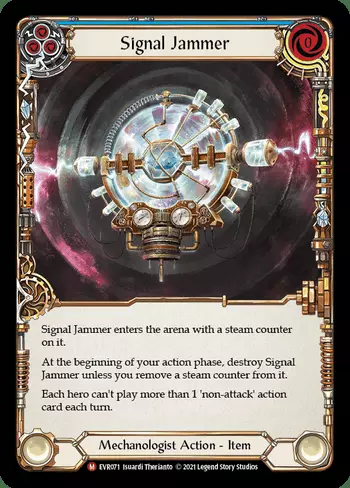 Signal Jammer
0
Signal Jammer enters the arena with a steam counter
on it.
At the beginning of your action phase, destroy Signal
Jammer unless you remove a steam counter from it.
Each hero can't play more than 1 'non-attack' action
card each turn.
Mechanologist Action - Item
M EVR071 Isuardi Therianto © 2021 Legend Story Studios